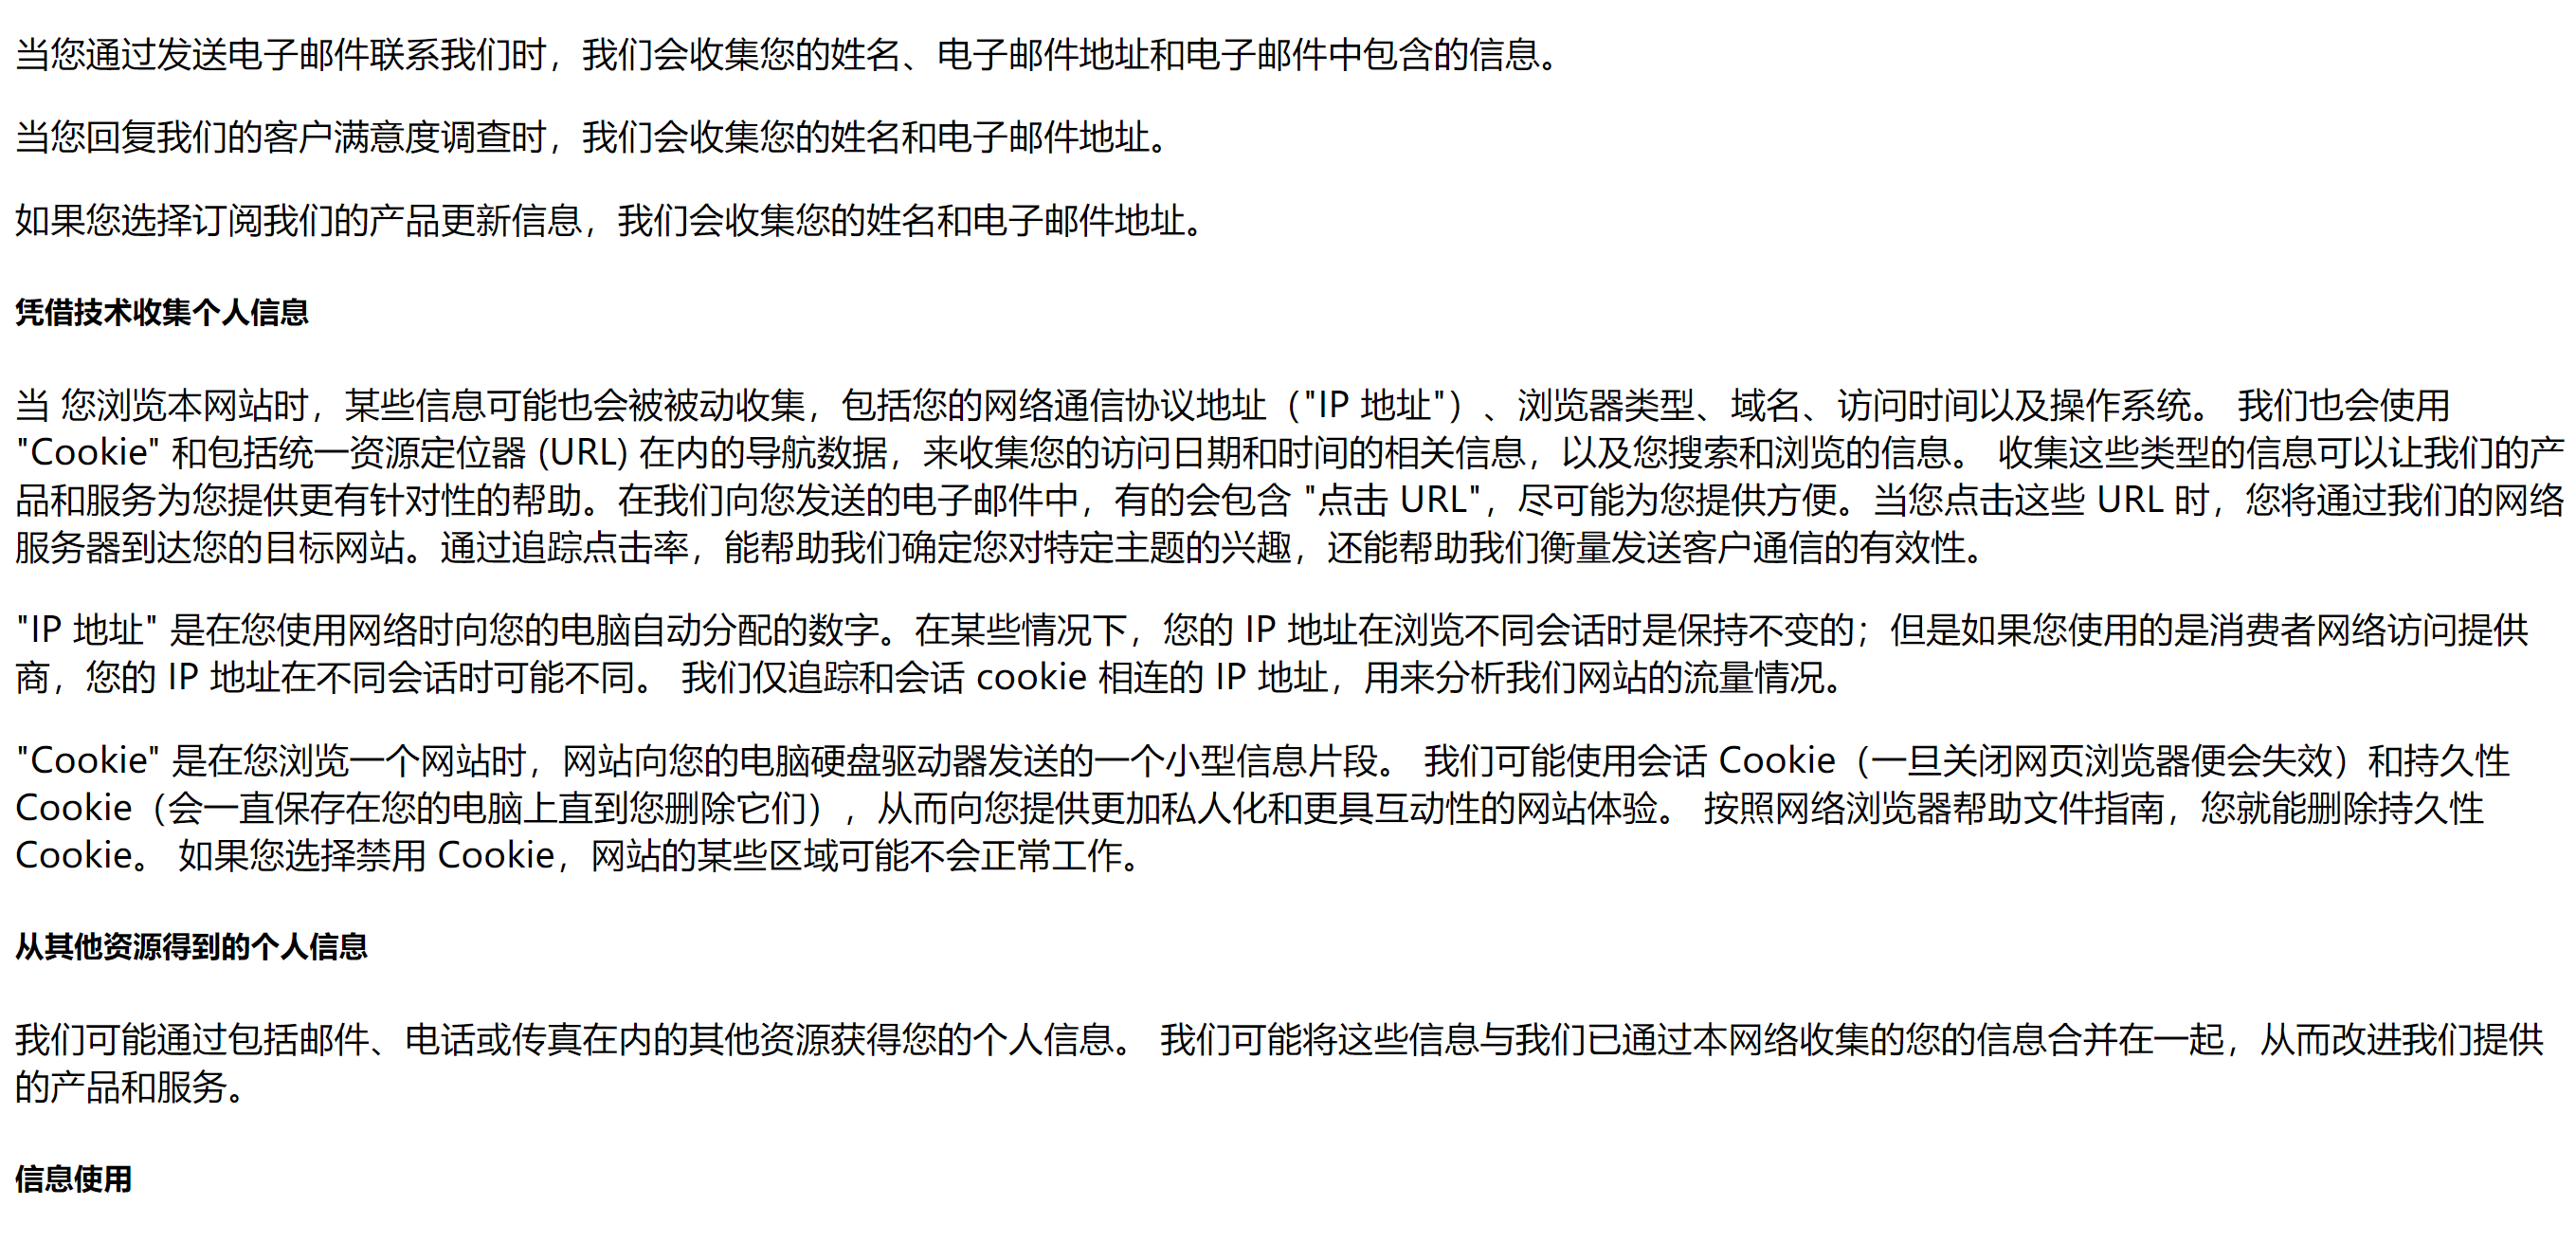 当您通过发送电子邮件联系我们时，我们会收集您的姓名、电子邮件地址和电子邮件中包含的信息。
当您回复我们的客户满意度调查时，我们会收集您的姓名和电子邮件地址。
如果您选择订阅我们的产品更新信息，我们会收集您的姓名和电子邮件地址。
凭借技术收集个人信息
当 您浏览本网站时，某些信息可能也会被被动收集，包括您的网络通信协议地址（"IP 地址"）、浏览器类型、域名、访问时间以及操作系统。 我们也会使用
"Cookie" 和包括统一资源定位器 (URL) 在内的导航数据，来收集您的访问日期和时间的相关信息，以及您搜索和浏览的信息。 收集这些类型的信息可以让我们的产
品和服务为您提供更有针对性的帮助。在我们向您发送的电子邮件中，有的会包含 "点击 URL"，尽可能为您提供方便。当您点击这些 URL 时，您将通过我们的网络
服务器到达您的目标网站。通过追踪点击率，能帮助我们确定您对特定主题的兴趣，还能帮助我们衡量发送客户通信的有效性。
"IP 地址" 是在您使用网络时向您的电脑自动分配的数字。在某些情况下，您的 IP 地址在浏览不同会话时是保持不变的；但是如果您使用的是消费者网络访问提供
商，您的 IP 地址在不同会话时可能不同。 我们仅追踪和会话 cookie 相连的 IP 地址，用来分析我们网站的流量情况。
"Cookie" 是在您浏览一个网站时，网站向您的电脑硬盘驱动器发送的一个小型信息片段。 我们可能使用会话 Cookie（一旦关闭网页浏览器便会失效）和持久性
Cookie（会一直保存在您的电脑上直到您删除它们），从而向您提供更加私人化和更具互动性的网站体验。 按照网络浏览器帮助文件指南，您就能删除持久性
Cookie。 如果您选择禁用 Cookie，网站的某些区域可能不会正常工作。
从其他资源得到的个人信息
我们可能通过包括邮件、电话或传真在内的其他资源获得您的个人信息。 我们可能将这些信息与我们已通过本网络收集的您的信息合并在一起，从而改进我们提供
的产品和服务。
信息使用